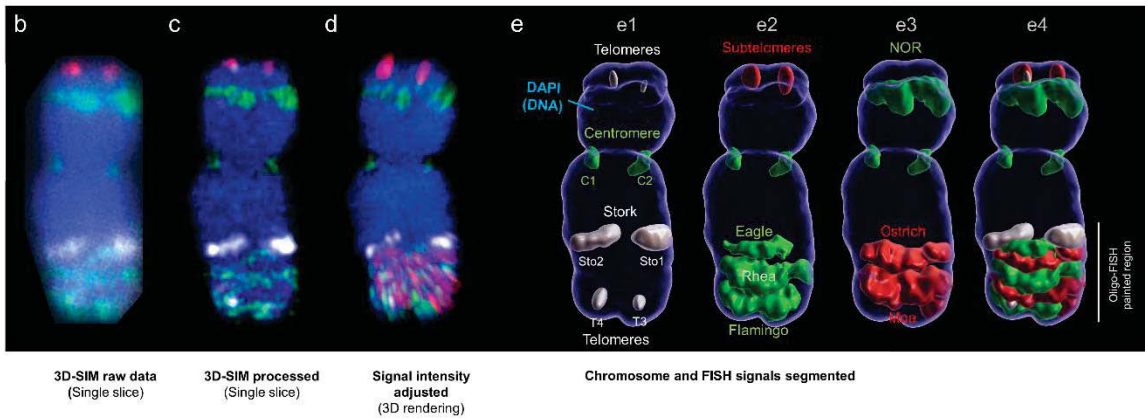 b
c
d
e
e1
e2
e3
e4
Telomeres
Subtelomeres
NOR
DAPI
(DNA)
Centromere
C1
C2
Stork
Sto2
Sto1
T4
T3
Telomeres
Eagle
Rhea
Flamingo
Ostrich
Moa
Oligo-FISH
painted region
3D-SIM raw data
(Single slice)
3D-SIM processed
(Single slice)
Signal intensity
adjusted
(3D rendering)
Chromosome and FISH signals segmented